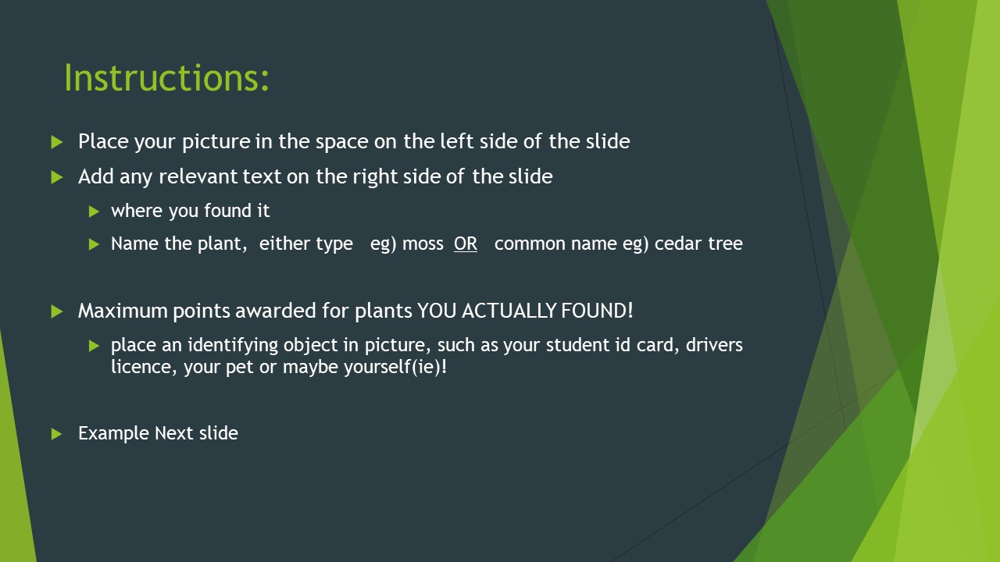 Instructions:
Place your picture in the space on the left side of the slide
Add any relevant text on the right side of the slide
where you found it
Name the plant, either type eg) moss OR common name eg) cedar tree
Maximum points awarded for plants YOU ACTUALLY FOUND!
place an identifying object in picture, such as your student id card, drivers
licence, your pet or maybe yourself(ie)!
Example Next slide